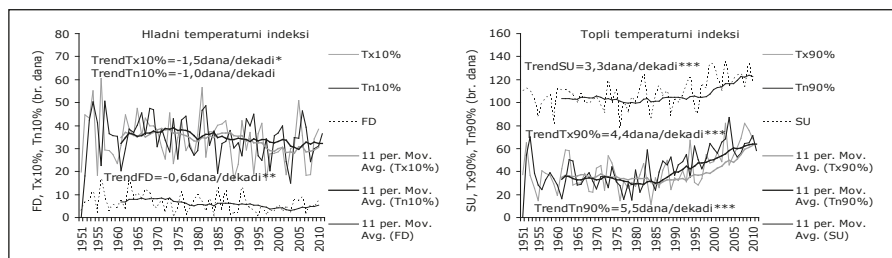 Hladni temperaturni indeksi
FD, Tx10%, Tn10% (br. dana)
80
70
60
50
40
30
20
10
0
TrendTx10%=-1,5dana/dekadi*
TrendTn10%=-1,0dana/dekadi
TrendFD=-0,6dana/dekadi**
1951
1955
1960
1965
1970
1975
1980
1985
1990
1995
2000
2005
2010
Tx10%
Tn10%
FD
11 per. Mov.
Avg. (Tx10%)
11 per. Mov.
Avg. (Tn10%)
11 per. Mov.
Avg. (FD)
Topli temperaturni indeksi
SU, Tx90%, Tn90% (br. dana)
160
140
120
100
80
60
40
20
0
TrendSU=3,3dana/dekadi***
TrendTx90%=4,4dana/dekadi***
TrendTn90%=5,5dana/dekadi***
1951
1955
1960
1965
1970
1975
1980
1985
1990
1995
2000
2005
2010
Tx90%
Tn90%
SU
11 per. Mov.
Avg. (Tx90%)
11 per. Mov.
Avg. (Tn90%)
11 per. Mov.
Avg. (SU)